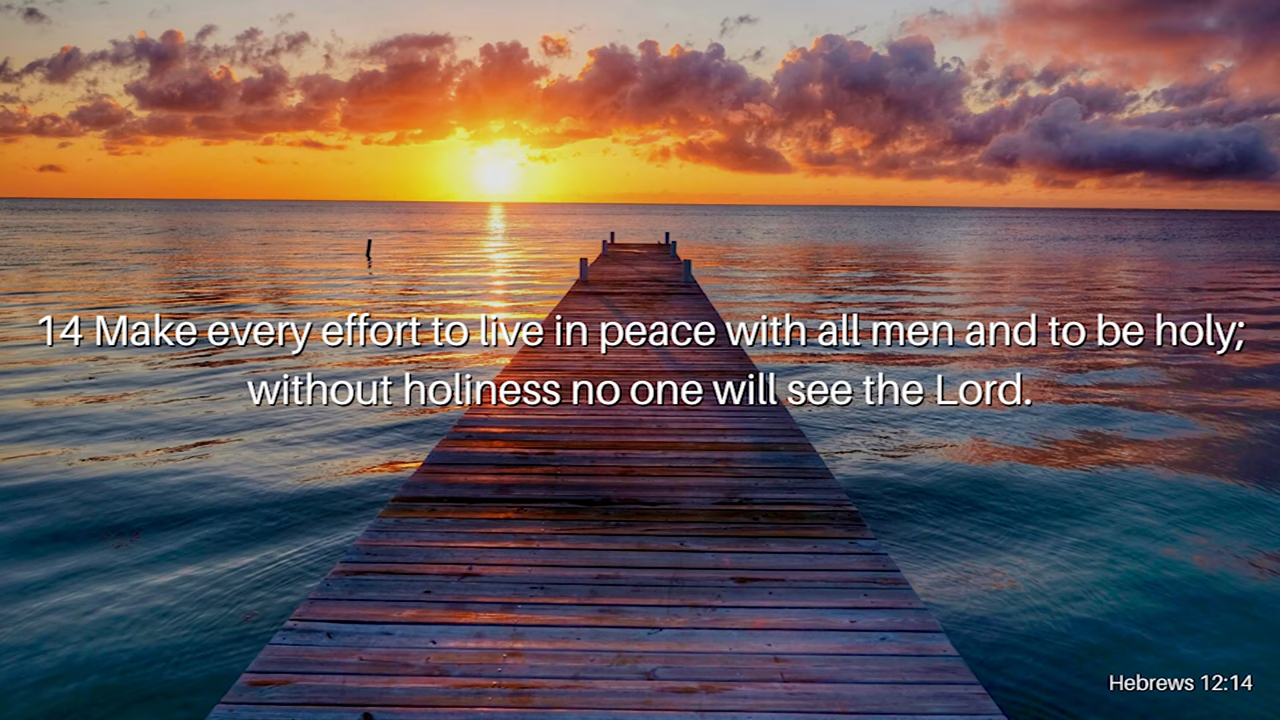 14 Make every effort to live in peace with all men and to be holy;
without holiness no one will see the Lord.
Hebrews 12:14